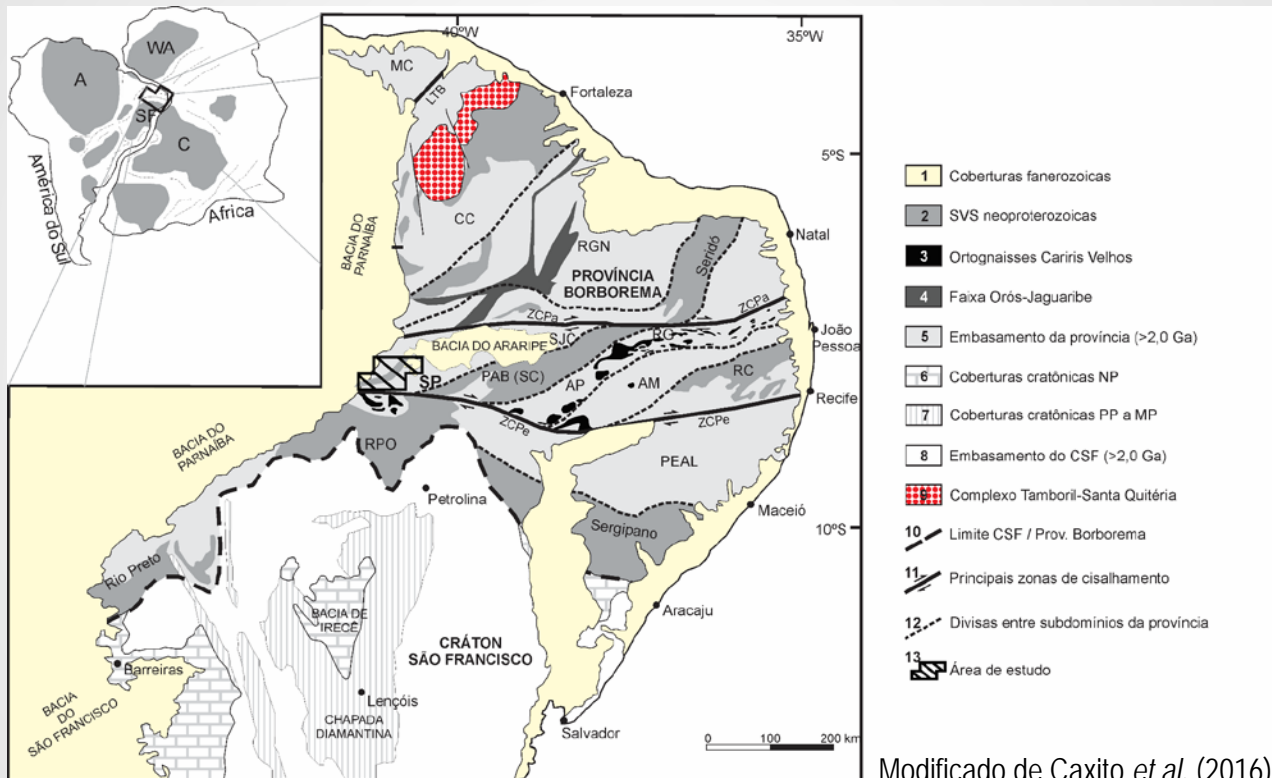 40ºW
35ºW
WA
A
SF
C
América do Sul
Africa
MC
LTB
Fortaleza
5ºS
CC
BACIA DO
PARNAÍBA
RGN
Seridó
Natal
PROVÍNCIA
BORBOREMA
ZCPa
ZCPa
João
Pessoa
BACIA DO ARARIPE
SJC
RG
SP
PAB (SC)
AP
AM
RC
Recife
ZCPe
ZCPe
BACIA DO
PARNAÍBA
RPO
PEAL
Petrolina
Maceió
Sergipano
10ºS
Rio Preto
BACIA DE
IRECÊ
Aracaju
CRÁTON
SÃO FRANCISCO
Barreiras
Lençóis
BACIA
DO
SÃO FRANCISCO
CHAPADA
DIAMANTINA
Salvador
0 100 200 km
1 Coberturas fanerozoicas
2 SVS neoproterozoicas
3 Ortognaisses Cariris Velhos
4 Faixa Orós-Jaguaribe
5 Embasamento da província (>2,0 Ga)
6 Coberturas cratônicas NP
7 Coberturas cratônicas PP a MP
8 Embasamento do CSF (>2,0 Ga)
9 Complexo Tamboril-Santa Quitéria
10 Limite CSF / Prov. Borborema
11 Principais zonas de cisalhamento
12 Divisas entre subdomínios da província
13 Área de estudo
Modificado de Caxito et al. (2016)